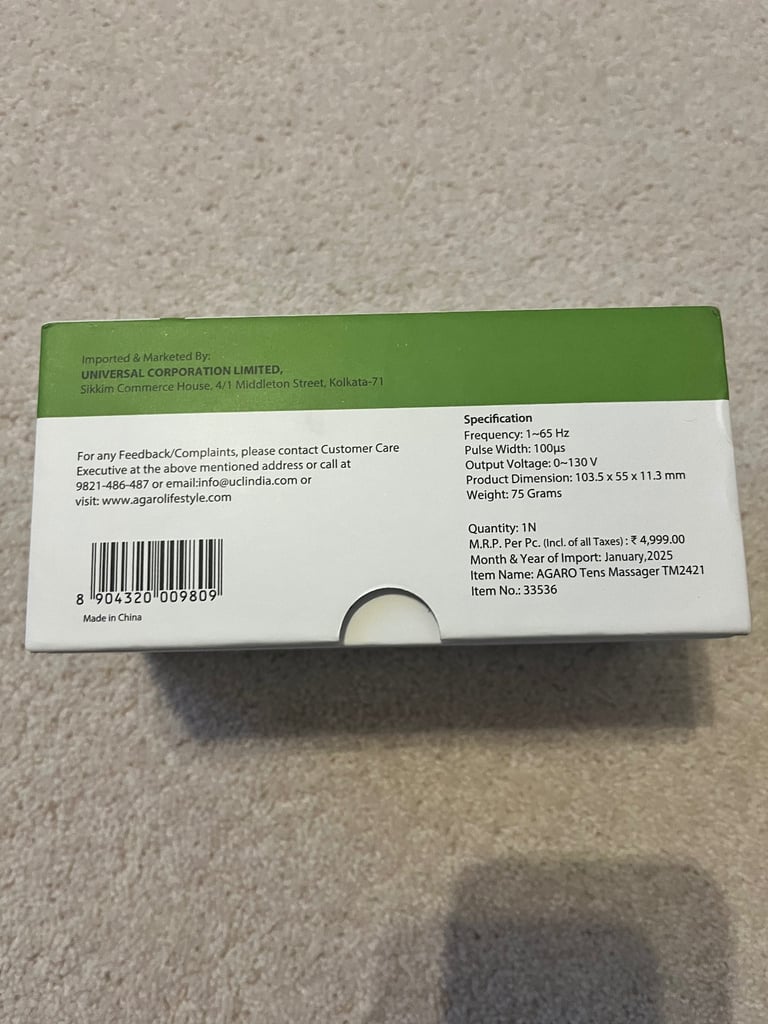 Imported & Marketed By:
UNIVERSAL CORPORATION LIMITED,
Sikkim Commerce House, 4/1 Middleton Street, Kolkata-71
For any Feedback/Complaints, please contact Customer Care
Executive at the above mentioned address or call at
9821-486-487 or email:info@uclindia.com or
visit: www.agarolifestyle.com
8 904320 009809
Made in China
Specification
Frequency: 1~65 Hz
Pulse Width: 100μs
Output Voltage: 0~130 V
Product Dimension: 103.5 x 55 x 11.3 mm
Weight: 75 Grams
Quantity: 1N
M.R.P. Per Pc. (Incl. of all Taxes) : ₹ 4,999.00
Month & Year of Import: January,2025
Item Name: AGARO Tens Massager TM2421
Item No.: 33536